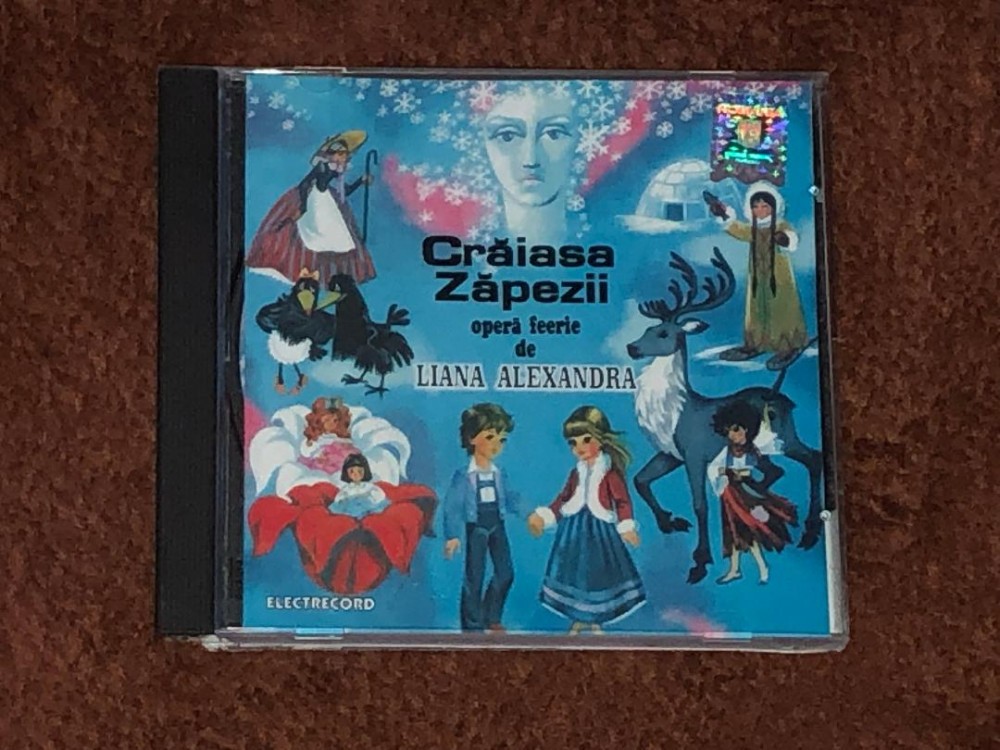 Crăiasa
Zăpezii
operă feerie
de
LIANA ALEXANDRA
ELECTRECORD